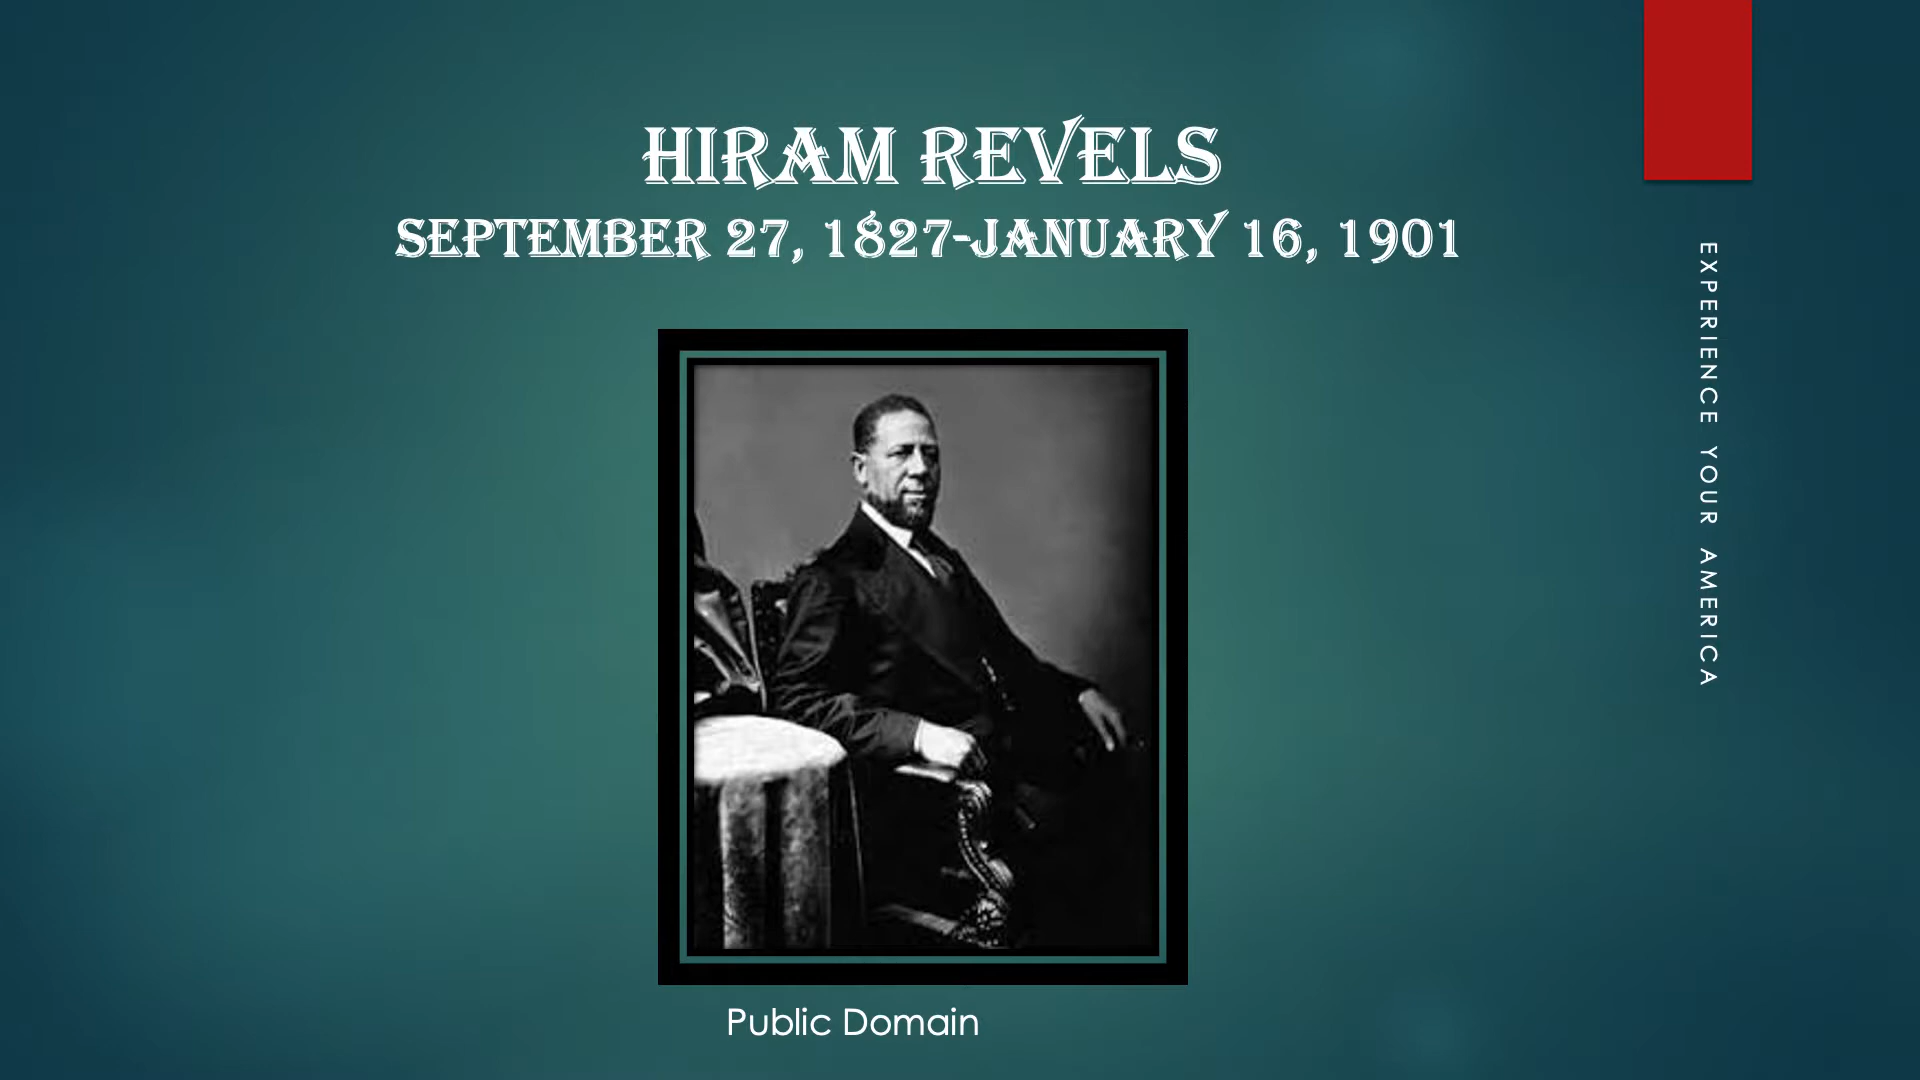 HIRAM REVELS
SEPTEMBER 27, 1827-JANUARY 16, 1901
EXPERIENCE YOUR AMERICA
Public Domain